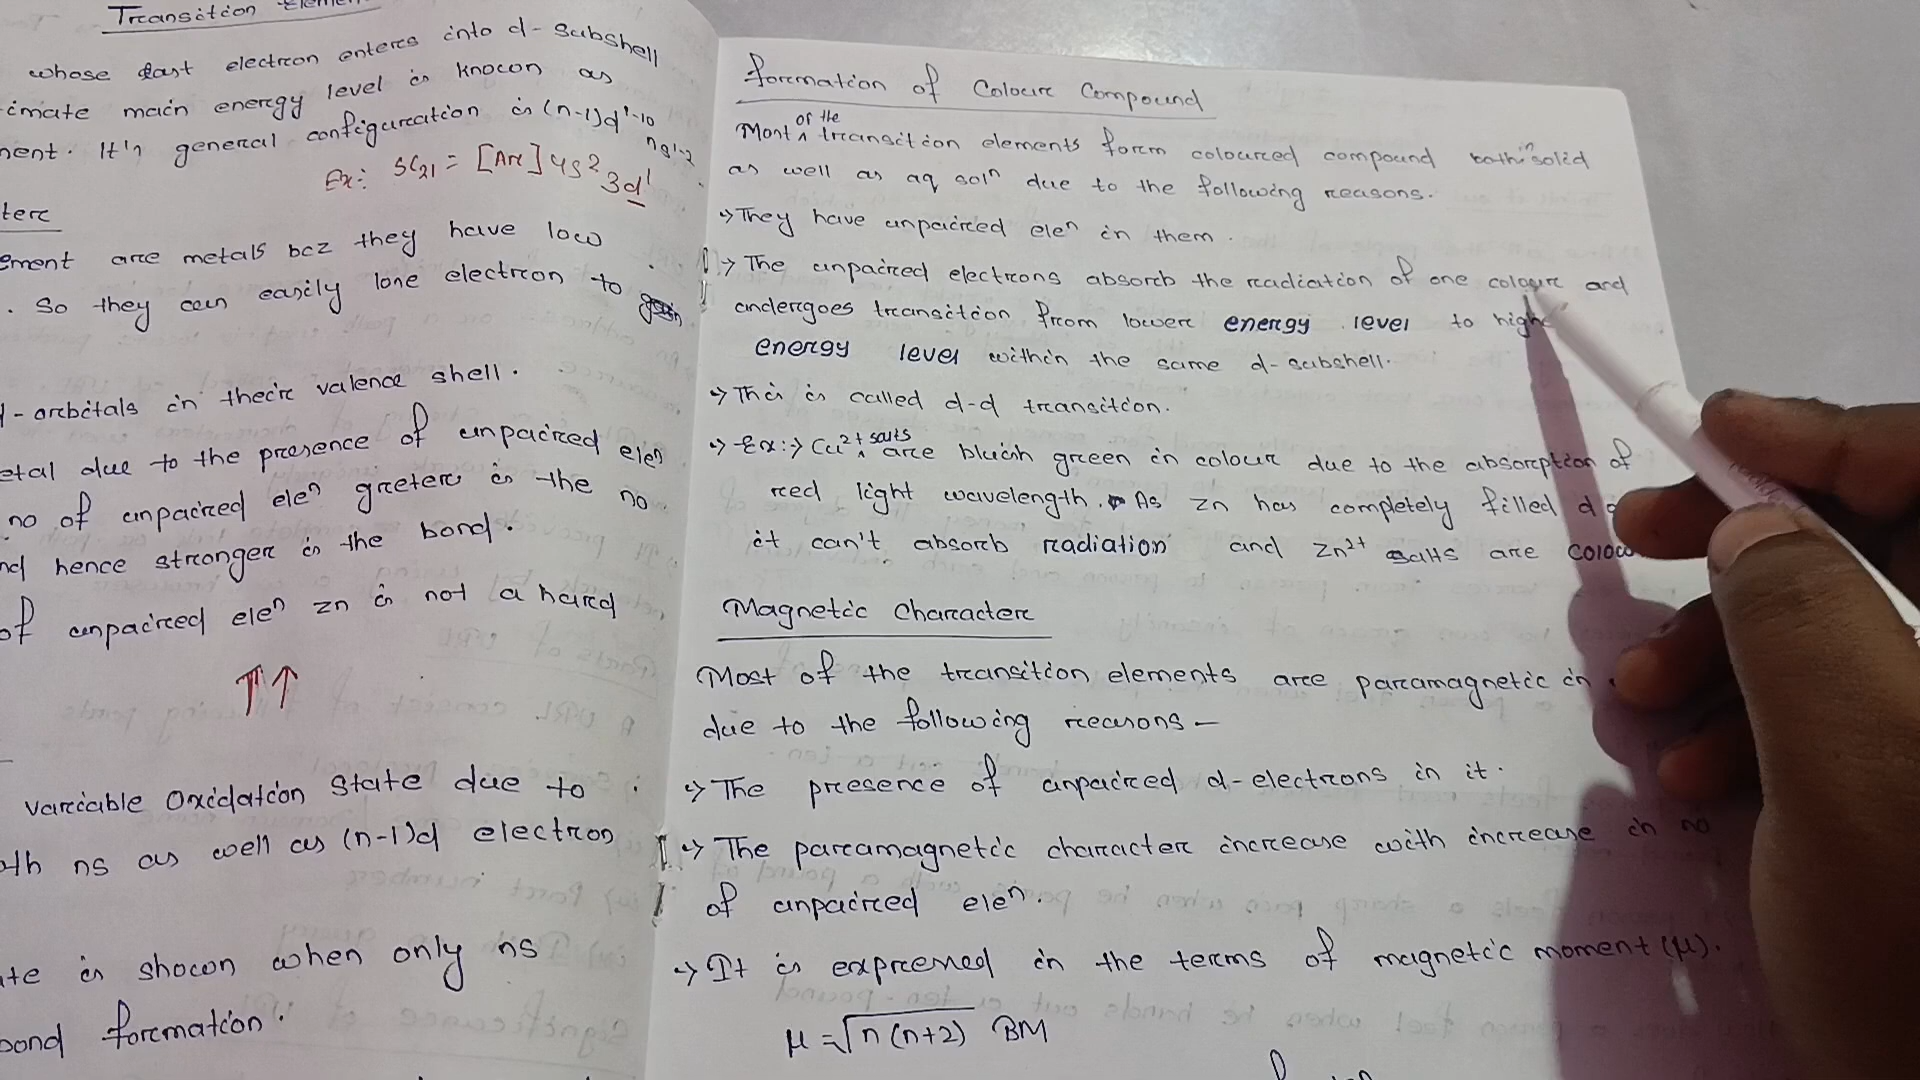 Transition
whose last electron enters into d-subshell
imate main energy level is known as
ment. It's general configuration is (n-1)d¹⁻¹⁰ ns¹⁻²
Ex: Sc₂₁ = [Ar] 4s² 3d¹
ter
ement are metals bcz they have low
. So they can easily lone electron to
d-orbitals in their valence shell.
etal due to the presence of unpaired eleⁿ
no of unpaired eleⁿ greter is the no
nd hence stronger is the bond.
of unpaired eleⁿ zn is not a hard
↑↑
variable Oxidation state due to
oth ns as well as (n-1)d electron
te is shown when only ns
bond formation.
Formation of Colour Compound
Most of the transition elements form coloured compound both in solid
as well as aq solⁿ due to the following reasons.
→ They have unpaired eleⁿ in them.
→ The unpaired electrons absorb the radiation of one colour and
undergoes transition from lower energy level to high
energy level within the same d-subshell.
→ This is called d-d transition.
→ Ex:→ Cu²⁺ salts are bluish green in colour due to the absorption of
red light wavelength. As zn has completely filled d
it can't absorb radiation and Zn²⁺ salts are colou
Magnetic Character
Most of the transition elements are paramagnetic in
due to the following reasons —
→ The presence of unpaired d-electrons in it.
→ The paramagnetic character increase with increase in no
of unpaired eleⁿ.
→ It is expressed in the terms of magnetic moment (μ).
μ = √n(n+2) BM